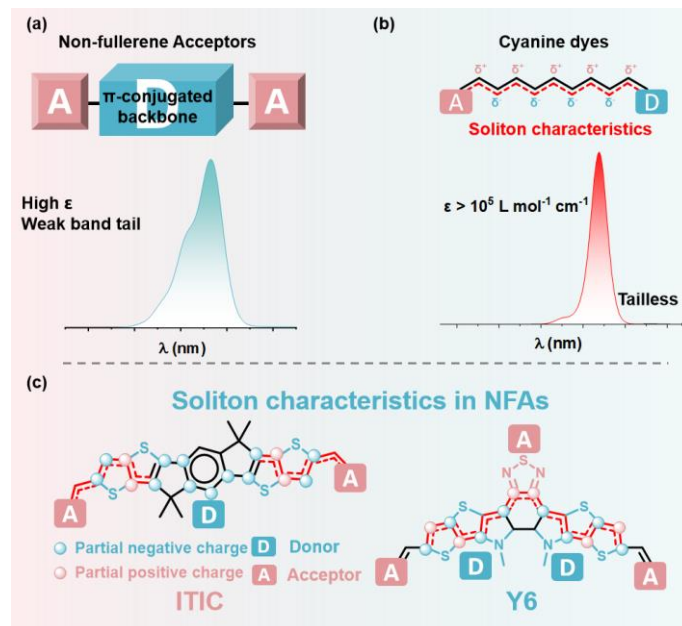 (a)
Non-fullerene Acceptors
A
D
π-conjugated
backbone
A
High ε
Weak band tail
λ (nm)
(b)
Cyanine dyes
δ⁺ δ⁺ δ⁺ δ⁺ δ⁺
A
D
δ⁻ δ⁻ δ⁻ δ⁻ δ⁻
Soliton characteristics
ε > 10⁵ L mol⁻¹ cm⁻¹
Tailless
λ (nm)
(c)
Soliton characteristics in NFAs
S
S
S
S
A
D
A
Partial negative charge
D Donor
Partial positive charge
A Acceptor
ITIC
A
N S N
S
S
S
S
N
N
D
D
A
A
Y6